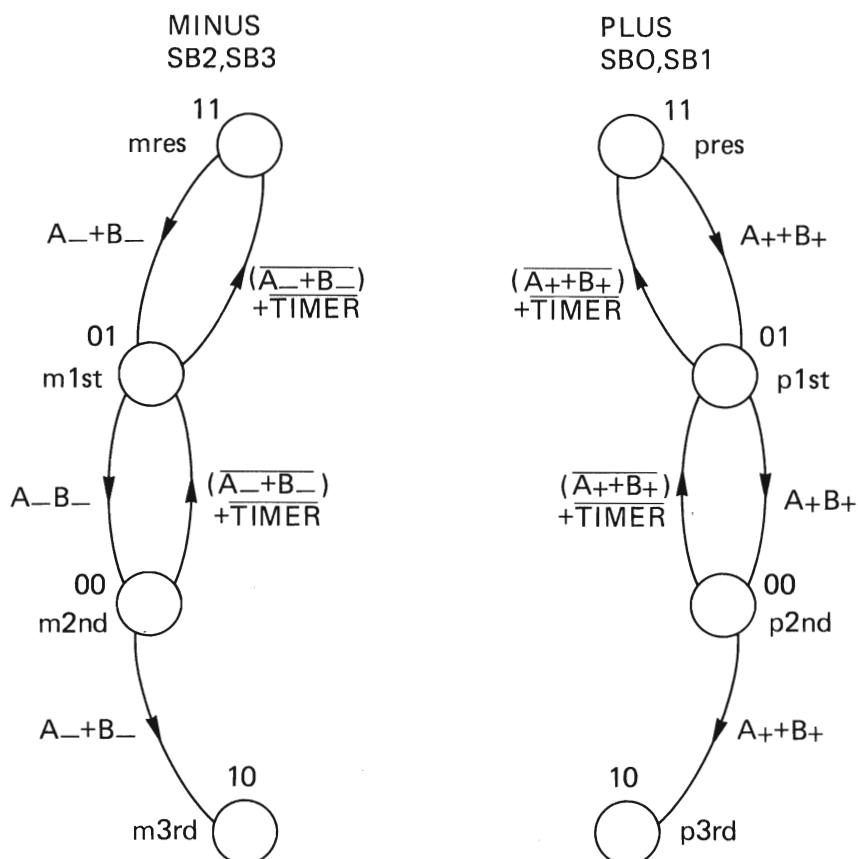 MINUS
SB2,SB3
11
mres
A–+B–
(A–+B–)
+TIMER
01
m1st
A–B–
(A–+B–)
+TIMER
00
m2nd
A–+B–
10
m3rd
PLUS
SB0,SB1
11
pres
A++B+
(A++B+)
+TIMER
01
p1st
(A++B+)
+TIMER
A+B+
00
p2nd
A++B+
10
p3rd